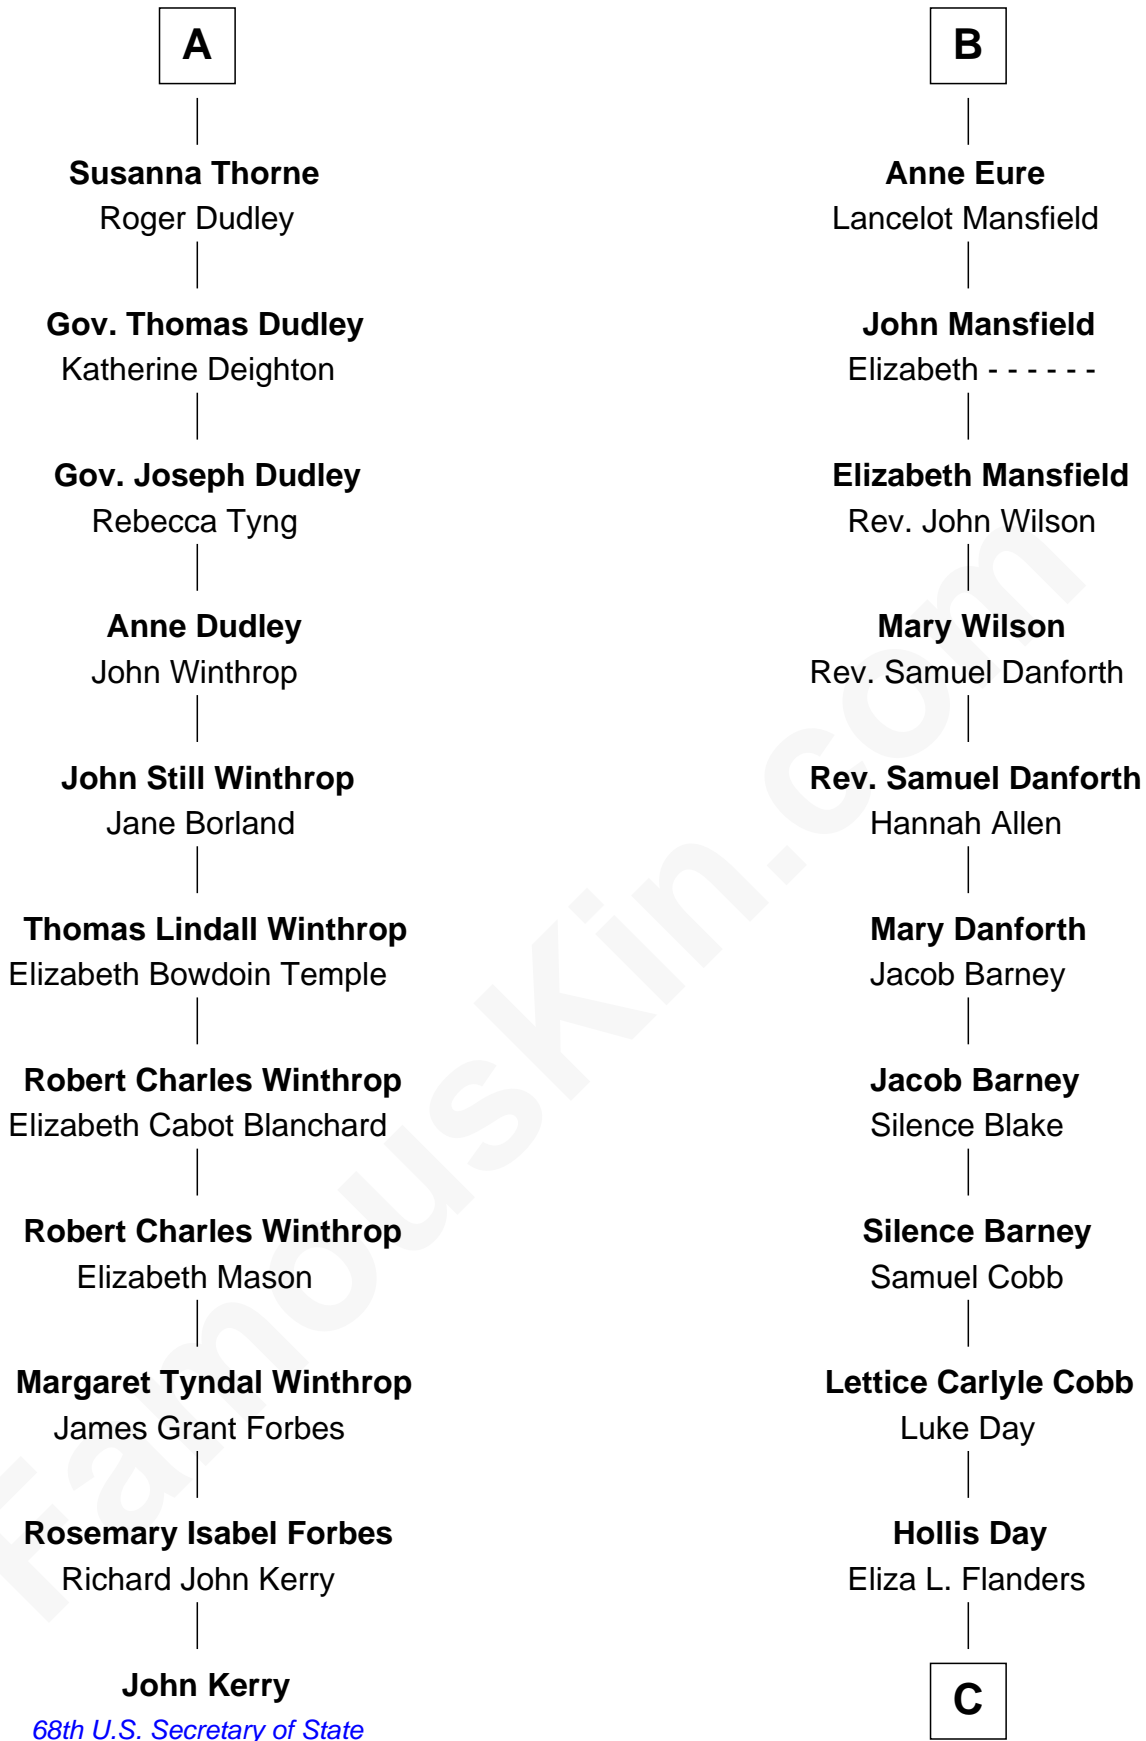 A
Susanna Thorne
Roger Dudley
Gov. Thomas Dudley
Katherine Deighton
Gov. Joseph Dudley
Rebecca Tyng
Anne Dudley
John Winthrop
John Still Winthrop
Jane Borland
Thomas Lindall Winthrop
Elizabeth Bowdoin Temple
Robert Charles Winthrop
Elizabeth Cabot Blanchard
Robert Charles Winthrop
Elizabeth Mason
Margaret Tyndal Winthrop
James Grant Forbes
Rosemary Isabel Forbes
Richard John Kerry
John Kerry
68th U.S. Secretary of State
B
Anne Eure
Lancelot Mansfield
John Mansfield
Elizabeth - - - - - -
Elizabeth Mansfield
Rev. John Wilson
Mary Wilson
Rev. Samuel Danforth
Rev. Samuel Danforth
Hannah Allen
Mary Danforth
Jacob Barney
Jacob Barney
Silence Blake
Silence Barney
Samuel Cobb
Lettice Carlyle Cobb
Luke Day
Hollis Day
Eliza L. Flanders
C
FamousKin.com